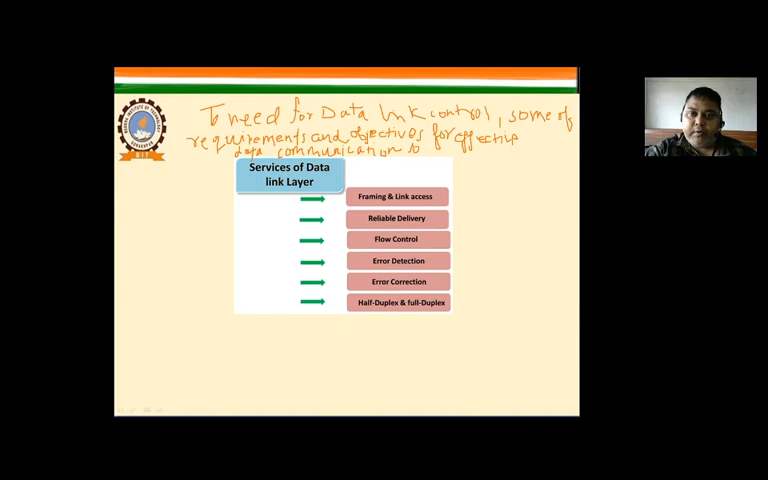 To need for Data link control, some of
requirements and objectives for effective
data communication
Services of Data
link Layer
Framing & Link access
Reliable Delivery
Flow Control
Error Detection
Error Correction
Half-Duplex & full-Duplex
BIT